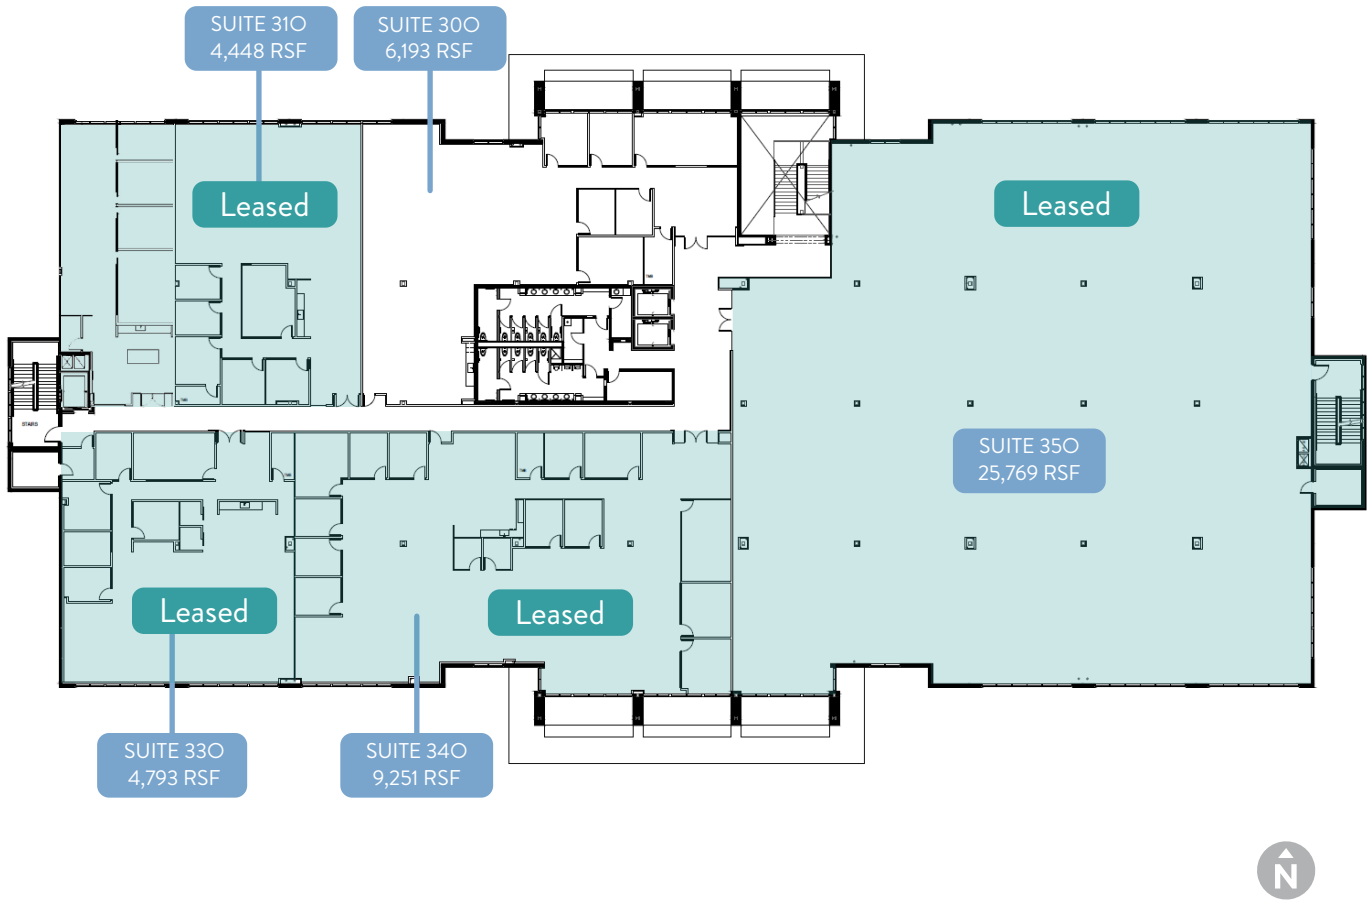 SUITE 310
4,448 RSF
SUITE 300
6,193 RSF
Leased
Leased
STAIRS
SUITE 350
25,769 RSF
Leased
Leased
SUITE 330
4,793 RSF
SUITE 340
9,251 RSF
N